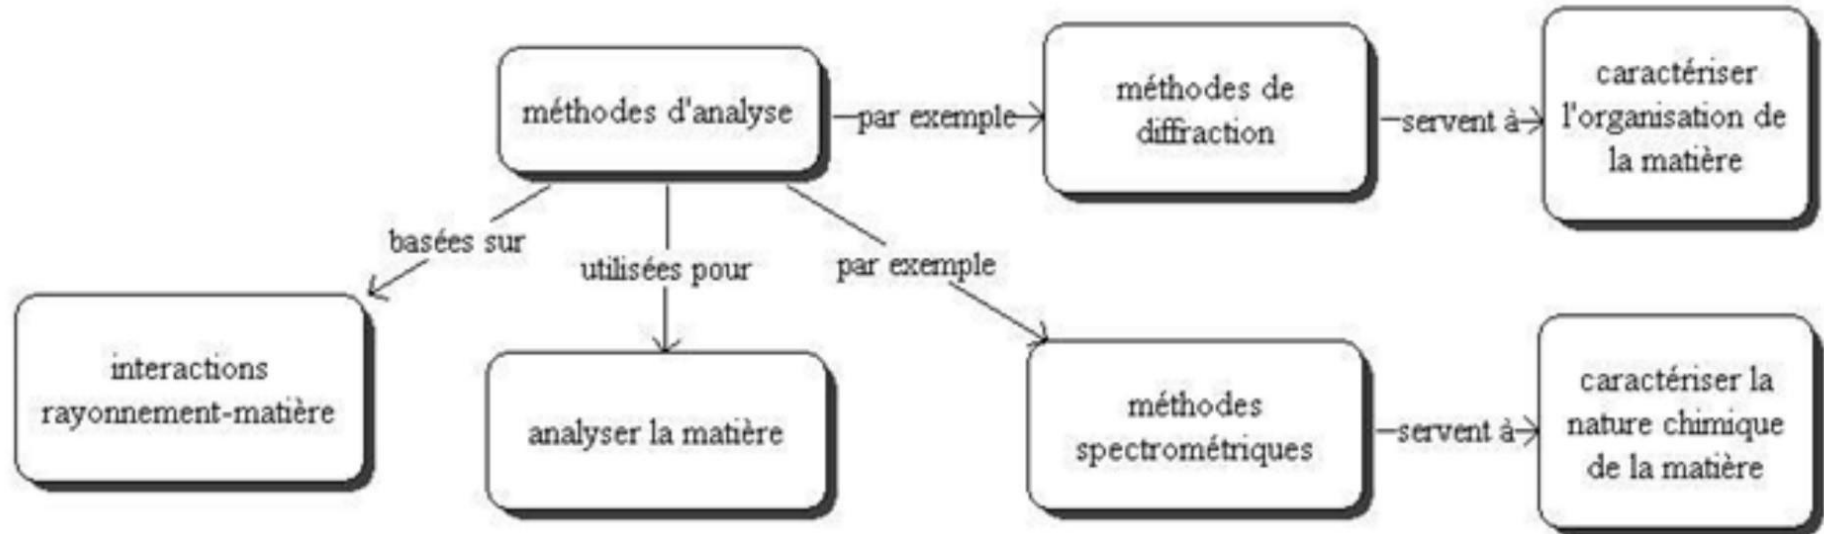 méthodes d'analyse
par exemple
méthodes de
diffraction
servent à
caractériser
l'organisation de
la matière
basées sur
utilisées pour
par exemple
interactions
rayonnement-matière
analyser la matière
méthodes
spectrométriques
servent à
caractériser la
nature chimique
de la matière